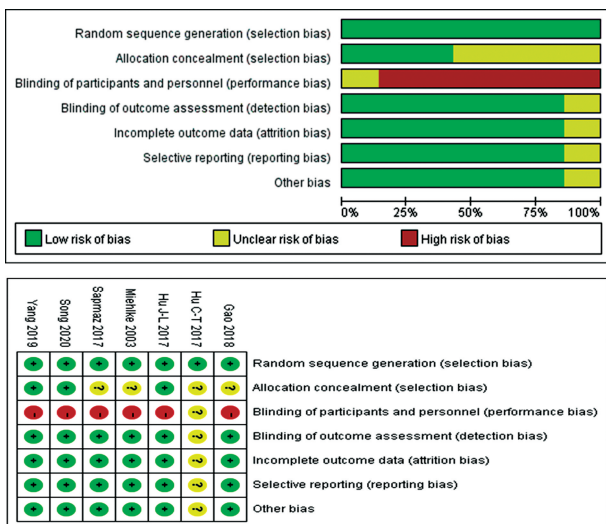 Random sequence generation (selection bias)
Allocation concealment (selection bias)
Blinding of participants and personnel (performance bias)
Blinding of outcome assessment (detection bias)
Incomplete outcome data (attrition bias)
Selective reporting (reporting bias)
Other bias
0% 25% 50% 75% 100%
Low risk of bias Unclear risk of bias High risk of bias
Yang 2019 Song 2020 Sapmaz 2017 Miehlke 2003 Hu J-L 2017 Hu C-T 2017 Gao 2018
+ + + + + + + Random sequence generation (selection bias)
+ + ? ? + ? ? Allocation concealment (selection bias)
- - - - - ? - Blinding of participants and personnel (performance bias)
+ + + + + ? + Blinding of outcome assessment (detection bias)
+ + + + + ? + Incomplete outcome data (attrition bias)
+ + + + + ? + Selective reporting (reporting bias)
+ + + + + ? + Other bias